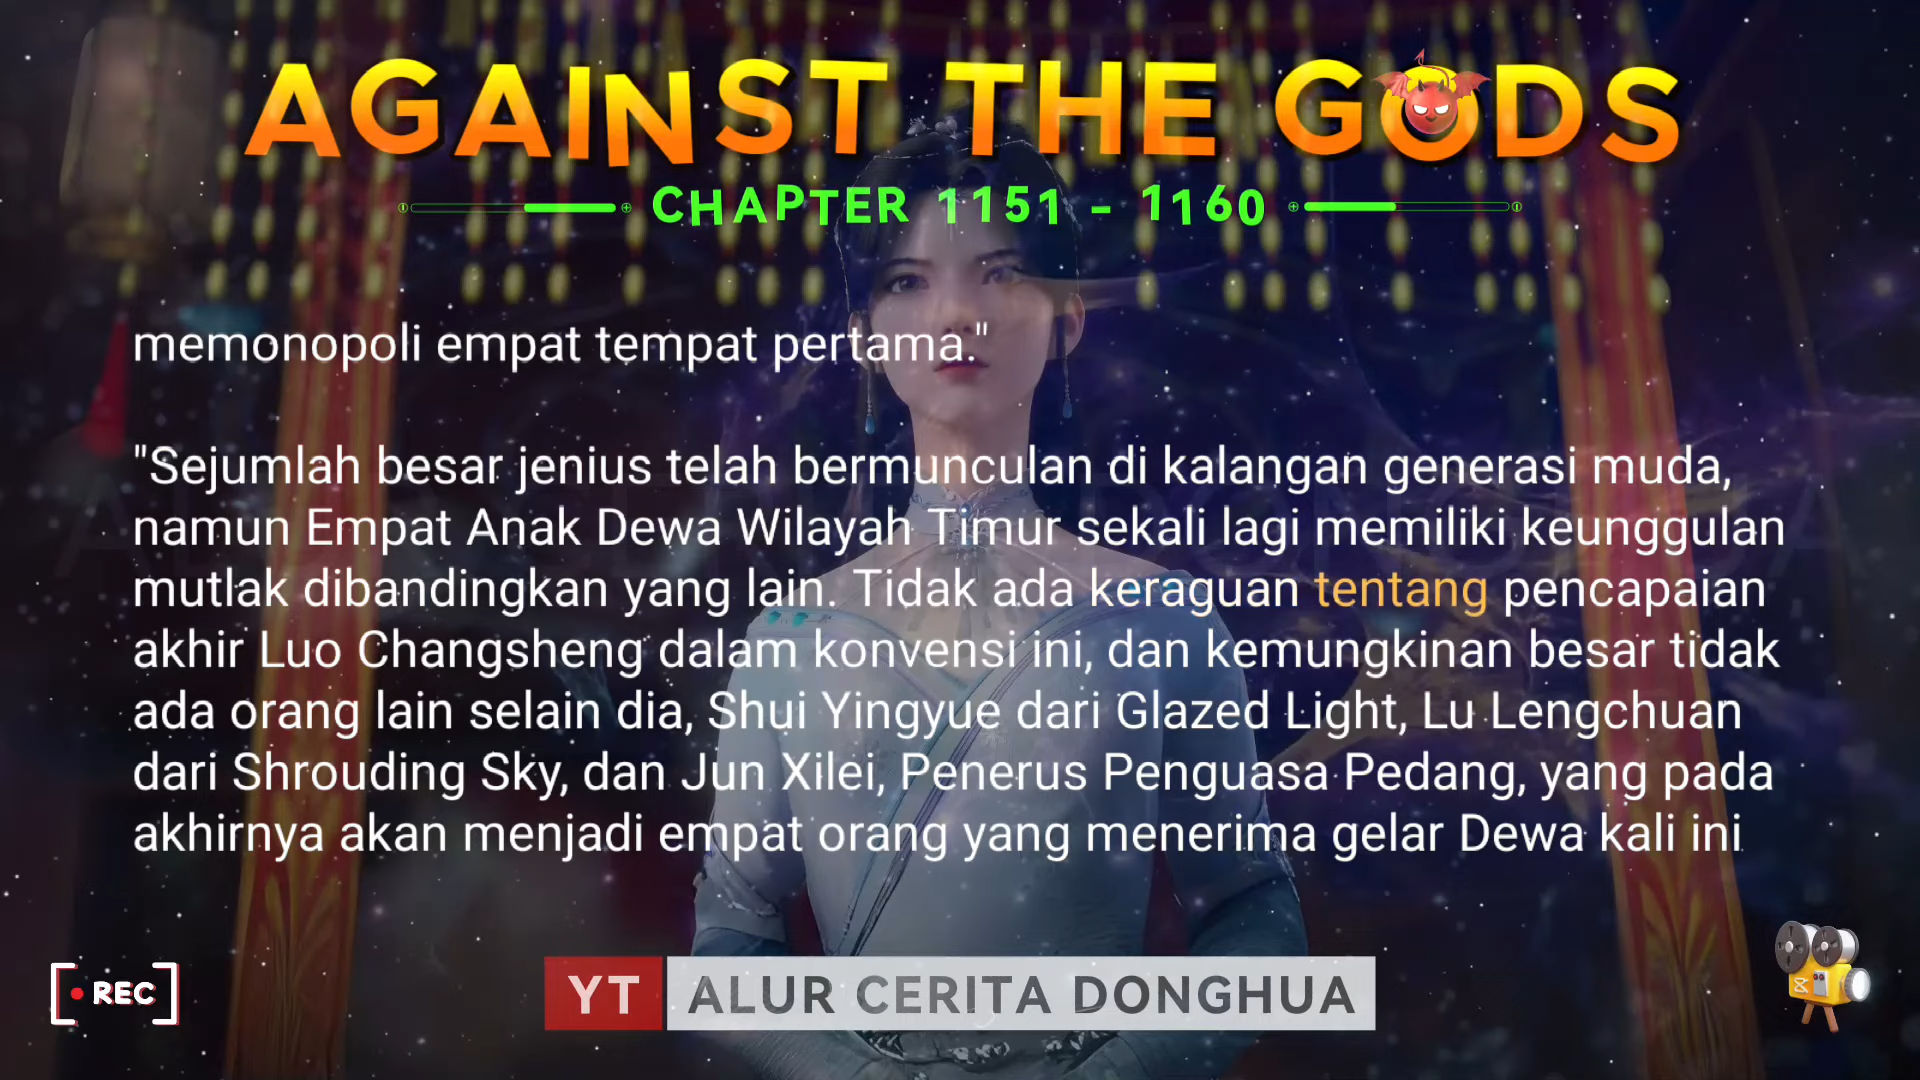 AGAINST THE GODS
CHAPTER 1151 - 1160
memonopoli empat tempat pertama."
"Sejumlah besar jenius telah bermunculan di kalangan generasi muda,
namun Empat Anak Dewa Wilayah Timur sekali lagi memiliki keunggulan
mutlak dibandingkan yang lain. Tidak ada keraguan tentang pencapaian
akhir Luo Changsheng dalam konvensi ini, dan kemungkinan besar tidak
ada orang lain selain dia, Shui Yingyue dari Glazed Light, Lu Lengchuan
dari Shrouding Sky, dan Jun Xilei, Penerus Penguasa Pedang, yang pada
akhirnya akan menjadi empat orang yang menerima gelar Dewa kali ini
REC
YT ALUR CERITA DONGHUA